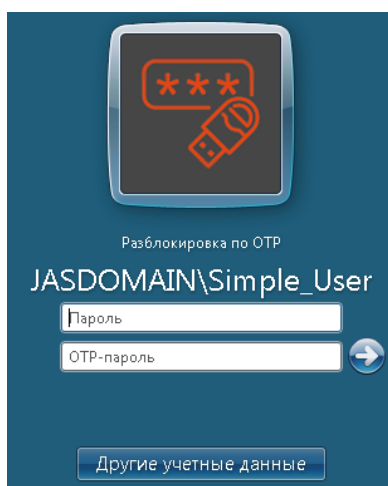 ***
Разблокировка по OTP
JASDOMAIN\Simple_User
Пароль
OTP-пароль
Другие учетные данные